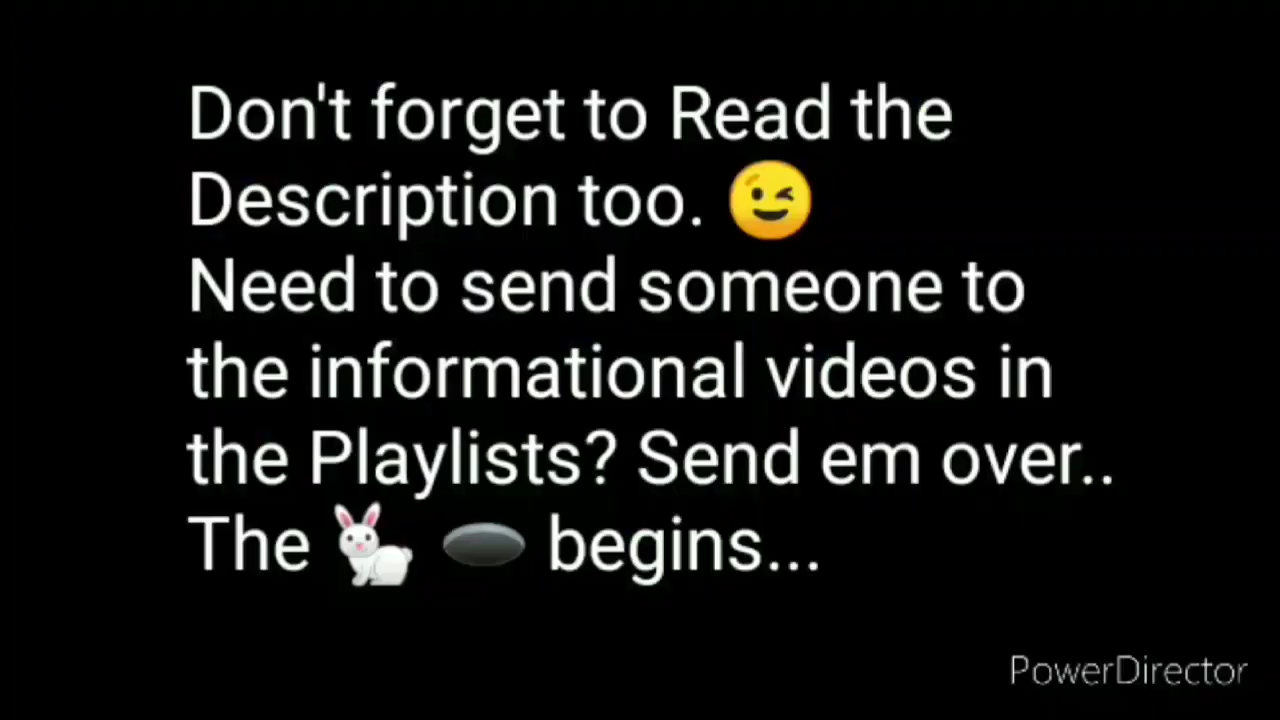 Don't forget to Read the
Description too. 😉
Need to send someone to
the informational videos in
the Playlists? Send em over..
The 🐇 🕳️ begins...
PowerDirector